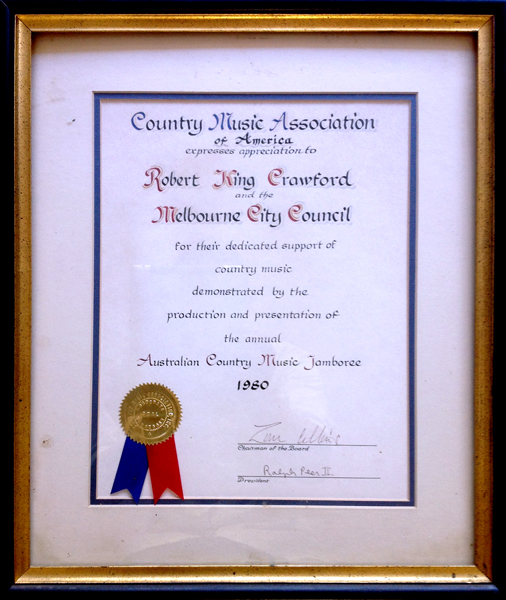 Country Music Association
of America
expresses appreciation to
Robert King Crawford
and the
Melbourne City Council
for their dedicated support of
country music
demonstrated by the
production and presentation of
the annual
Australian Country Music Jamboree
1980
Chairman of the Board
Ralph Peer II
President